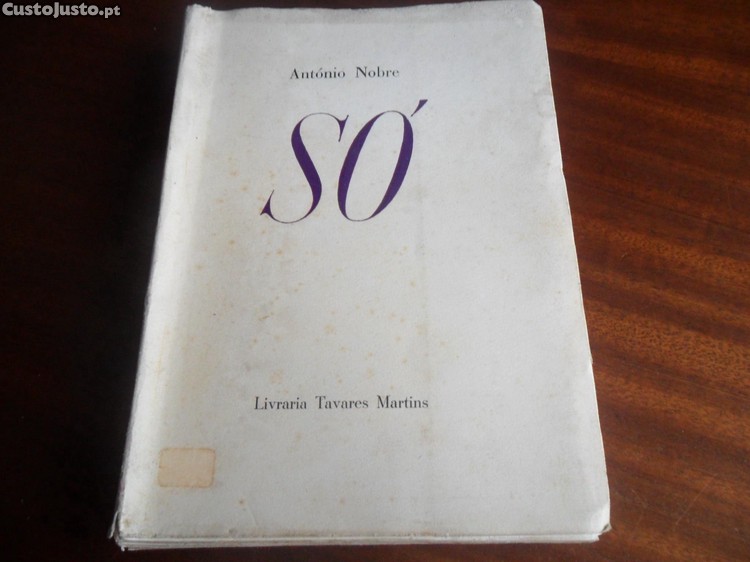 CustoJusto.pt
António Nobre
SÓ
Livraria Tavares Martins